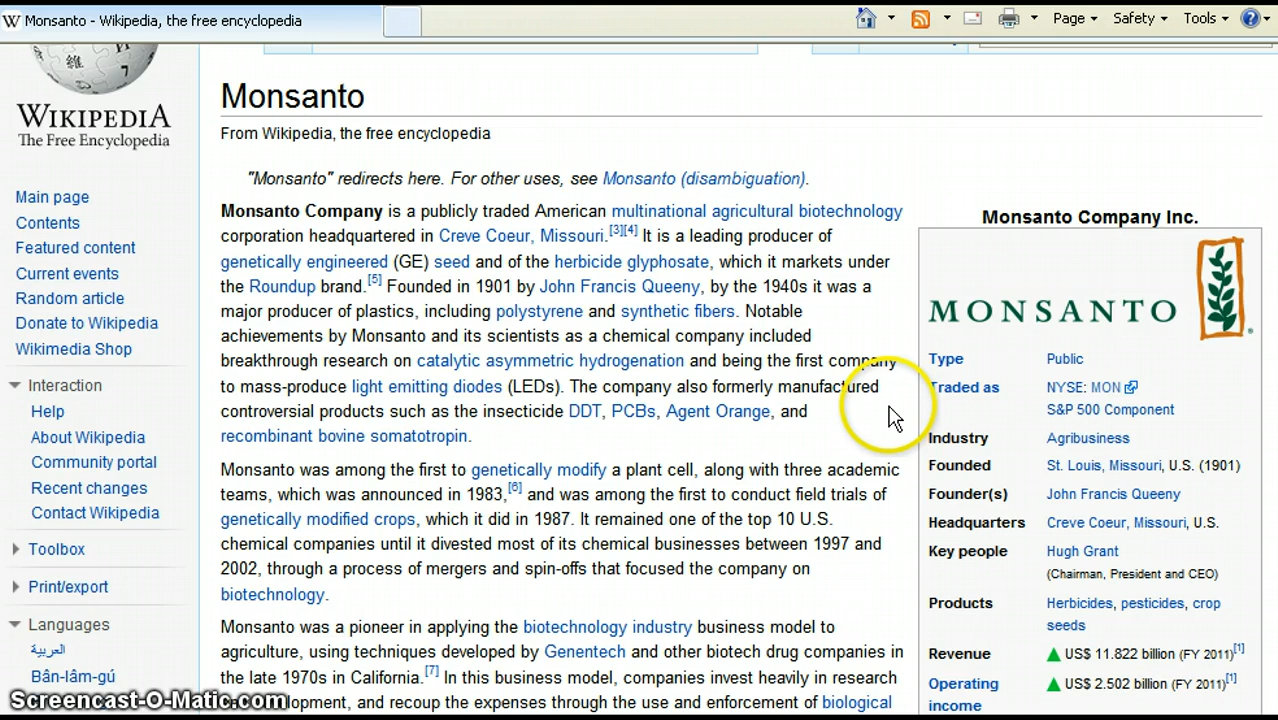 Monsanto - Wikipedia, the free encyclopedia
Page
Safety
Tools
WIKIPEDIA
The Free Encyclopedia
Main page
Contents
Featured content
Current events
Random article
Donate to Wikipedia
Wikimedia Shop
Interaction
Help
About Wikipedia
Community portal
Recent changes
Contact Wikipedia
Toolbox
Print/export
Languages
العربية
Bân-lâm-gú
Monsanto
From Wikipedia, the free encyclopedia
"Monsanto" redirects here. For other uses, see Monsanto (disambiguation).
Monsanto Company is a publicly traded American multinational agricultural biotechnology
corporation headquartered in Creve Coeur, Missouri.[3][4] It is a leading producer of
genetically engineered (GE) seed and of the herbicide glyphosate, which it markets under
the Roundup brand.[5] Founded in 1901 by John Francis Queeny, by the 1940s it was a
major producer of plastics, including polystyrene and synthetic fibers. Notable
achievements by Monsanto and its scientists as a chemical company included
breakthrough research on catalytic asymmetric hydrogenation and being the first company
to mass-produce light emitting diodes (LEDs). The company also formerly manufactured
controversial products such as the insecticide DDT, PCBs, Agent Orange, and
recombinant bovine somatotropin.
Monsanto was among the first to genetically modify a plant cell, along with three academic
teams, which was announced in 1983,[6] and was among the first to conduct field trials of
genetically modified crops, which it did in 1987. It remained one of the top 10 U.S.
chemical companies until it divested most of its chemical businesses between 1997 and
2002, through a process of mergers and spin-offs that focused the company on
biotechnology.
Monsanto was a pioneer in applying the biotechnology industry business model to
agriculture, using techniques developed by Genentech and other biotech drug companies in
the late 1970s in California.[7] In this business model, companies invest heavily in research
and recoup the expenses through the use and enforcement of biological
Monsanto Company Inc.
MONSANTO
Type Public
Traded as NYSE: MON
S&P 500 Component
Industry Agribusiness
Founded St. Louis, Missouri, U.S. (1901)
Founder(s) John Francis Queeny
Headquarters Creve Coeur, Missouri, U.S.
Key people Hugh Grant
(Chairman, President and CEO)
Products Herbicides, pesticides, crop
seeds
Revenue ▲ US$ 11.822 billion (FY 2011)[1]
Operating ▲ US$ 2.502 billion (FY 2011)[1]
income
Screencast-O-Matic.com